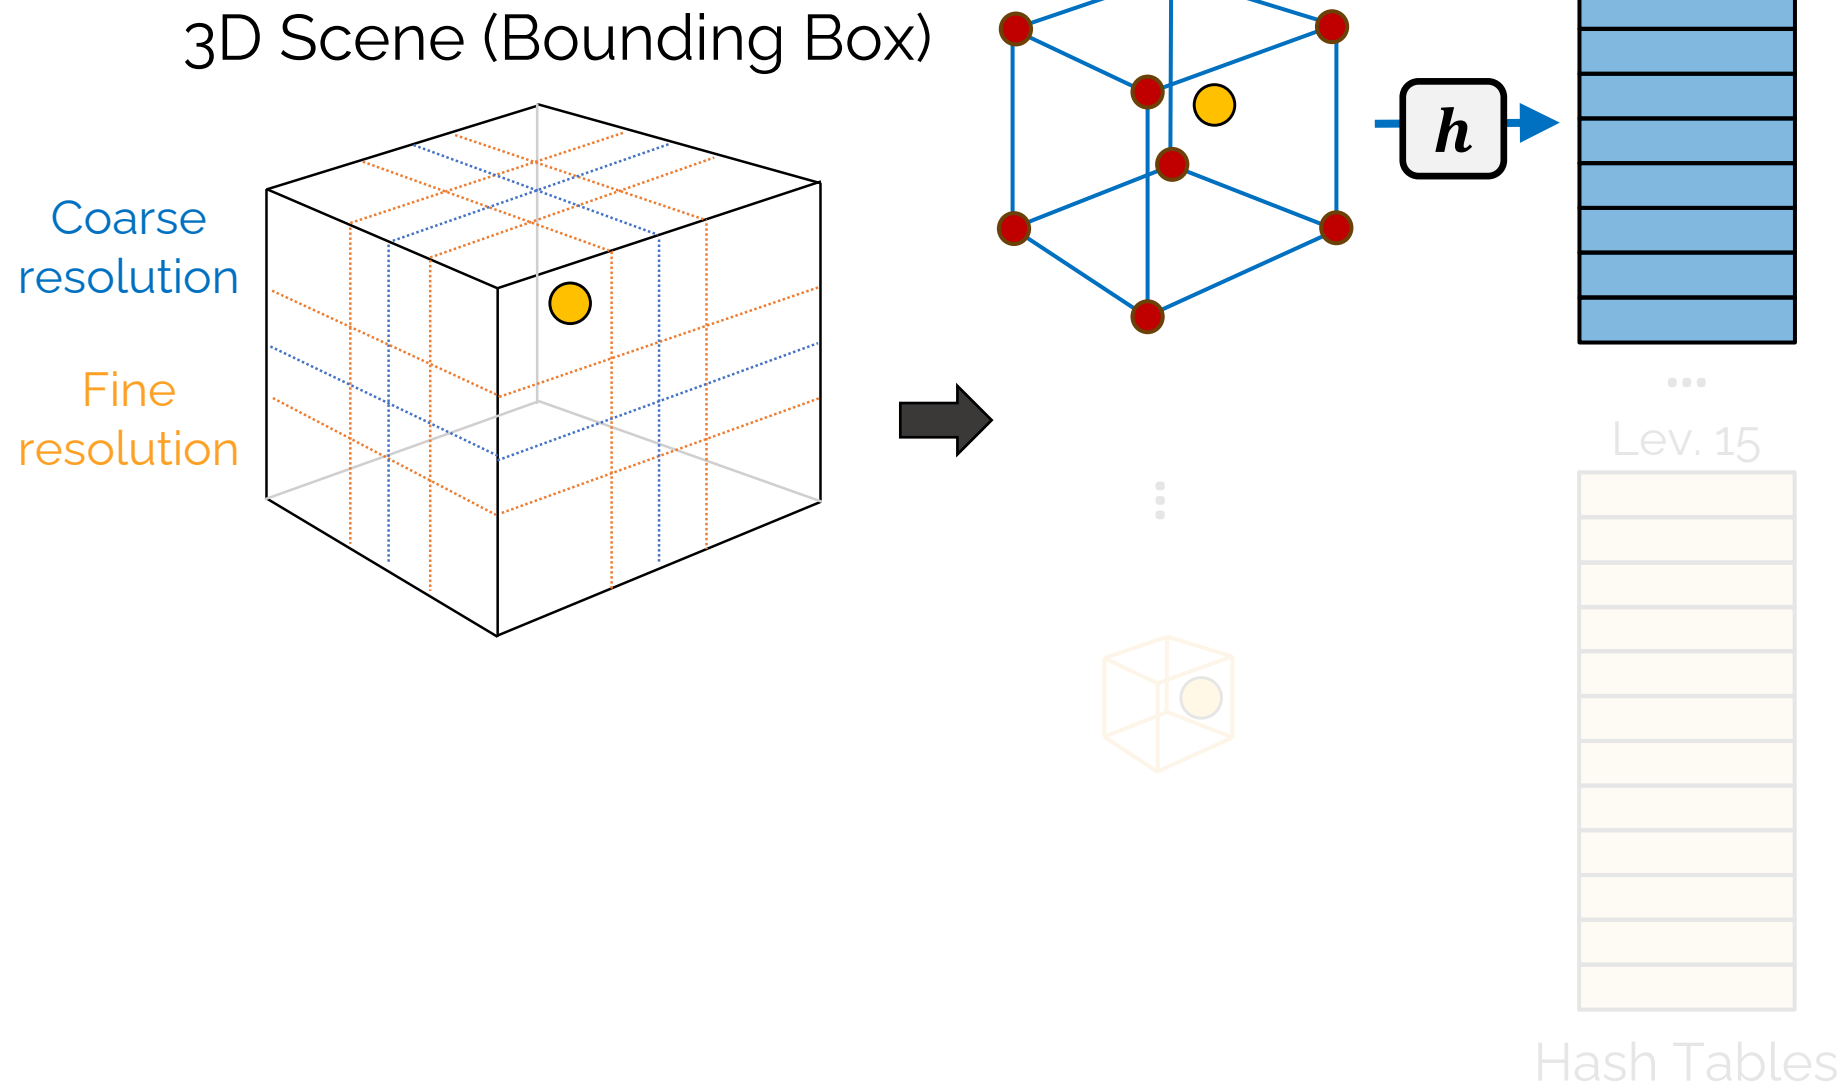 3D Scene (Bounding Box)
Coarse
resolution
Fine
resolution
h
...
Lev. 15
Hash Tables